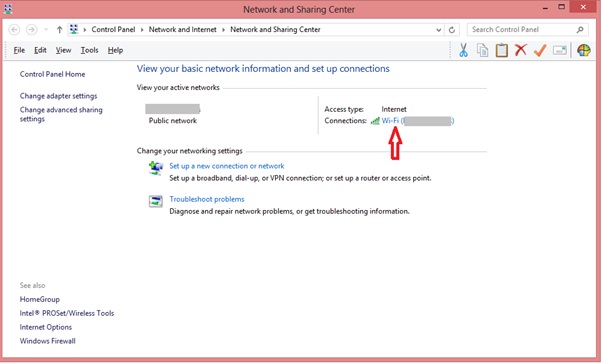 Network and Sharing Center
Control Panel Network and Internet Network and Sharing Center
Search Control Panel
File Edit View Tools Help
Control Panel Home
Change adapter settings
Change advanced sharing
settings
View your basic network information and set up connections
View your active networks
Public network
Access type: Internet
Connections: Wi-Fi ( )
Change your networking settings
Set up a new connection or network
Set up a broadband, dial-up, or VPN connection; or set up a router or access point.
Troubleshoot problems
Diagnose and repair network problems, or get troubleshooting information.
See also
HomeGroup
Intel® PROSet/Wireless Tools
Internet Options
Windows Firewall